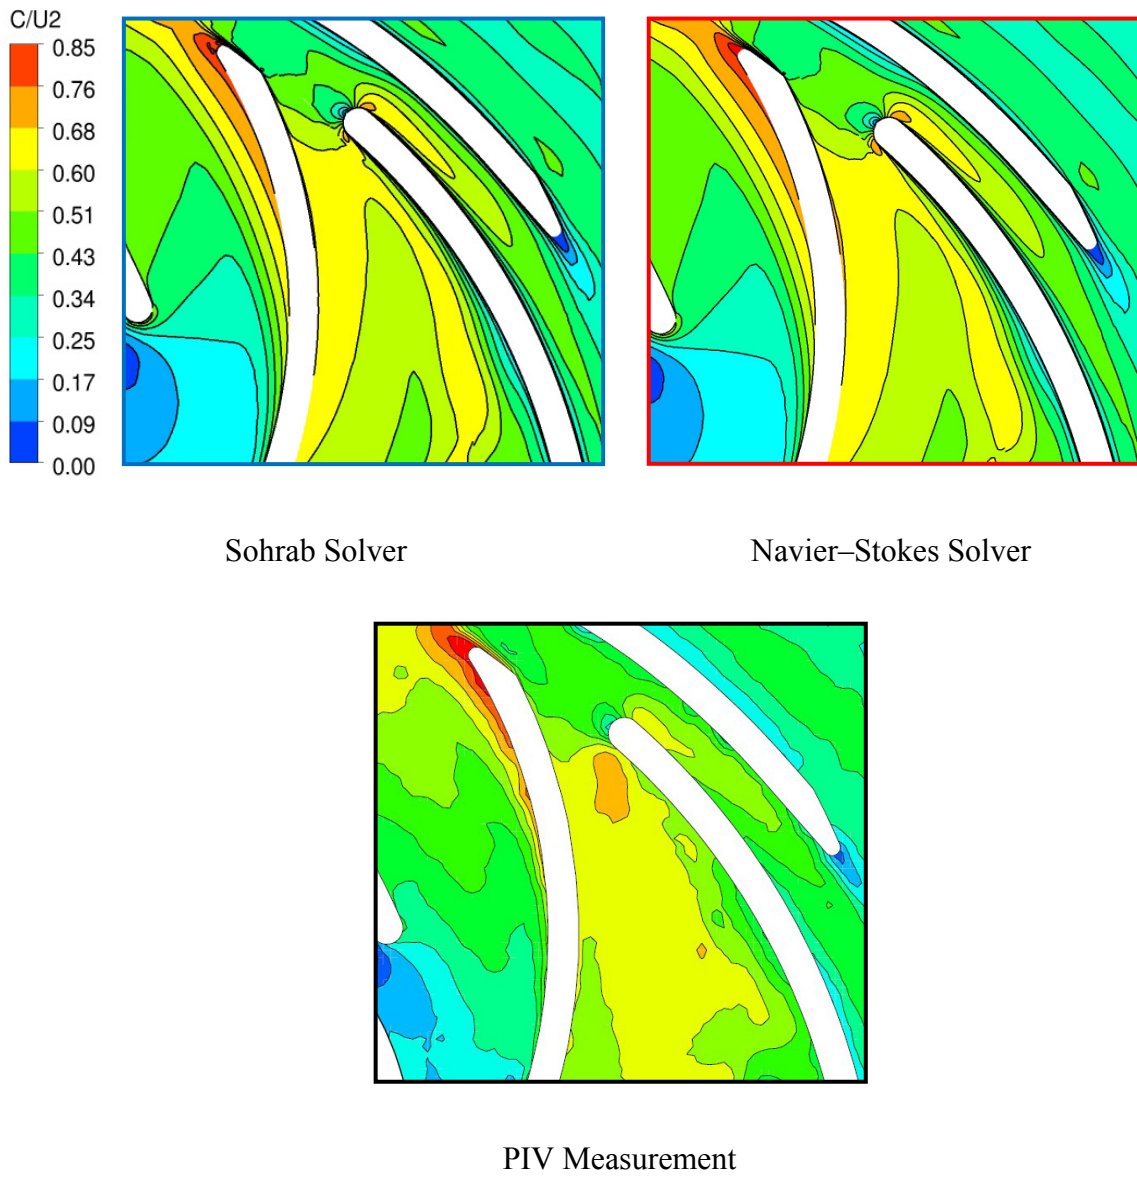 C/U2
0.85
0.76
0.68
0.60
0.51
0.43
0.34
0.25
0.17
0.09
0.00
Sohrab Solver
Navier–Stokes Solver
PIV Measurement